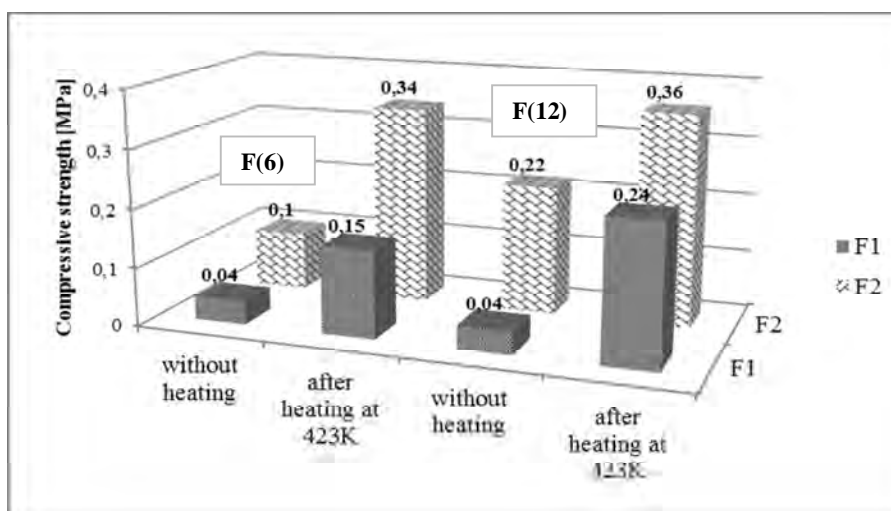 Compressive strength [MPa]
0,4
0,3
0,2
0,1
0
F(6)
F(12)
0,04
0,1
0,15
0,34
0,04
0,22
0,24
0,36
without
heating
after
heating at
423K
without
heating
after
heating at
423K
F1
F2
F2
F1